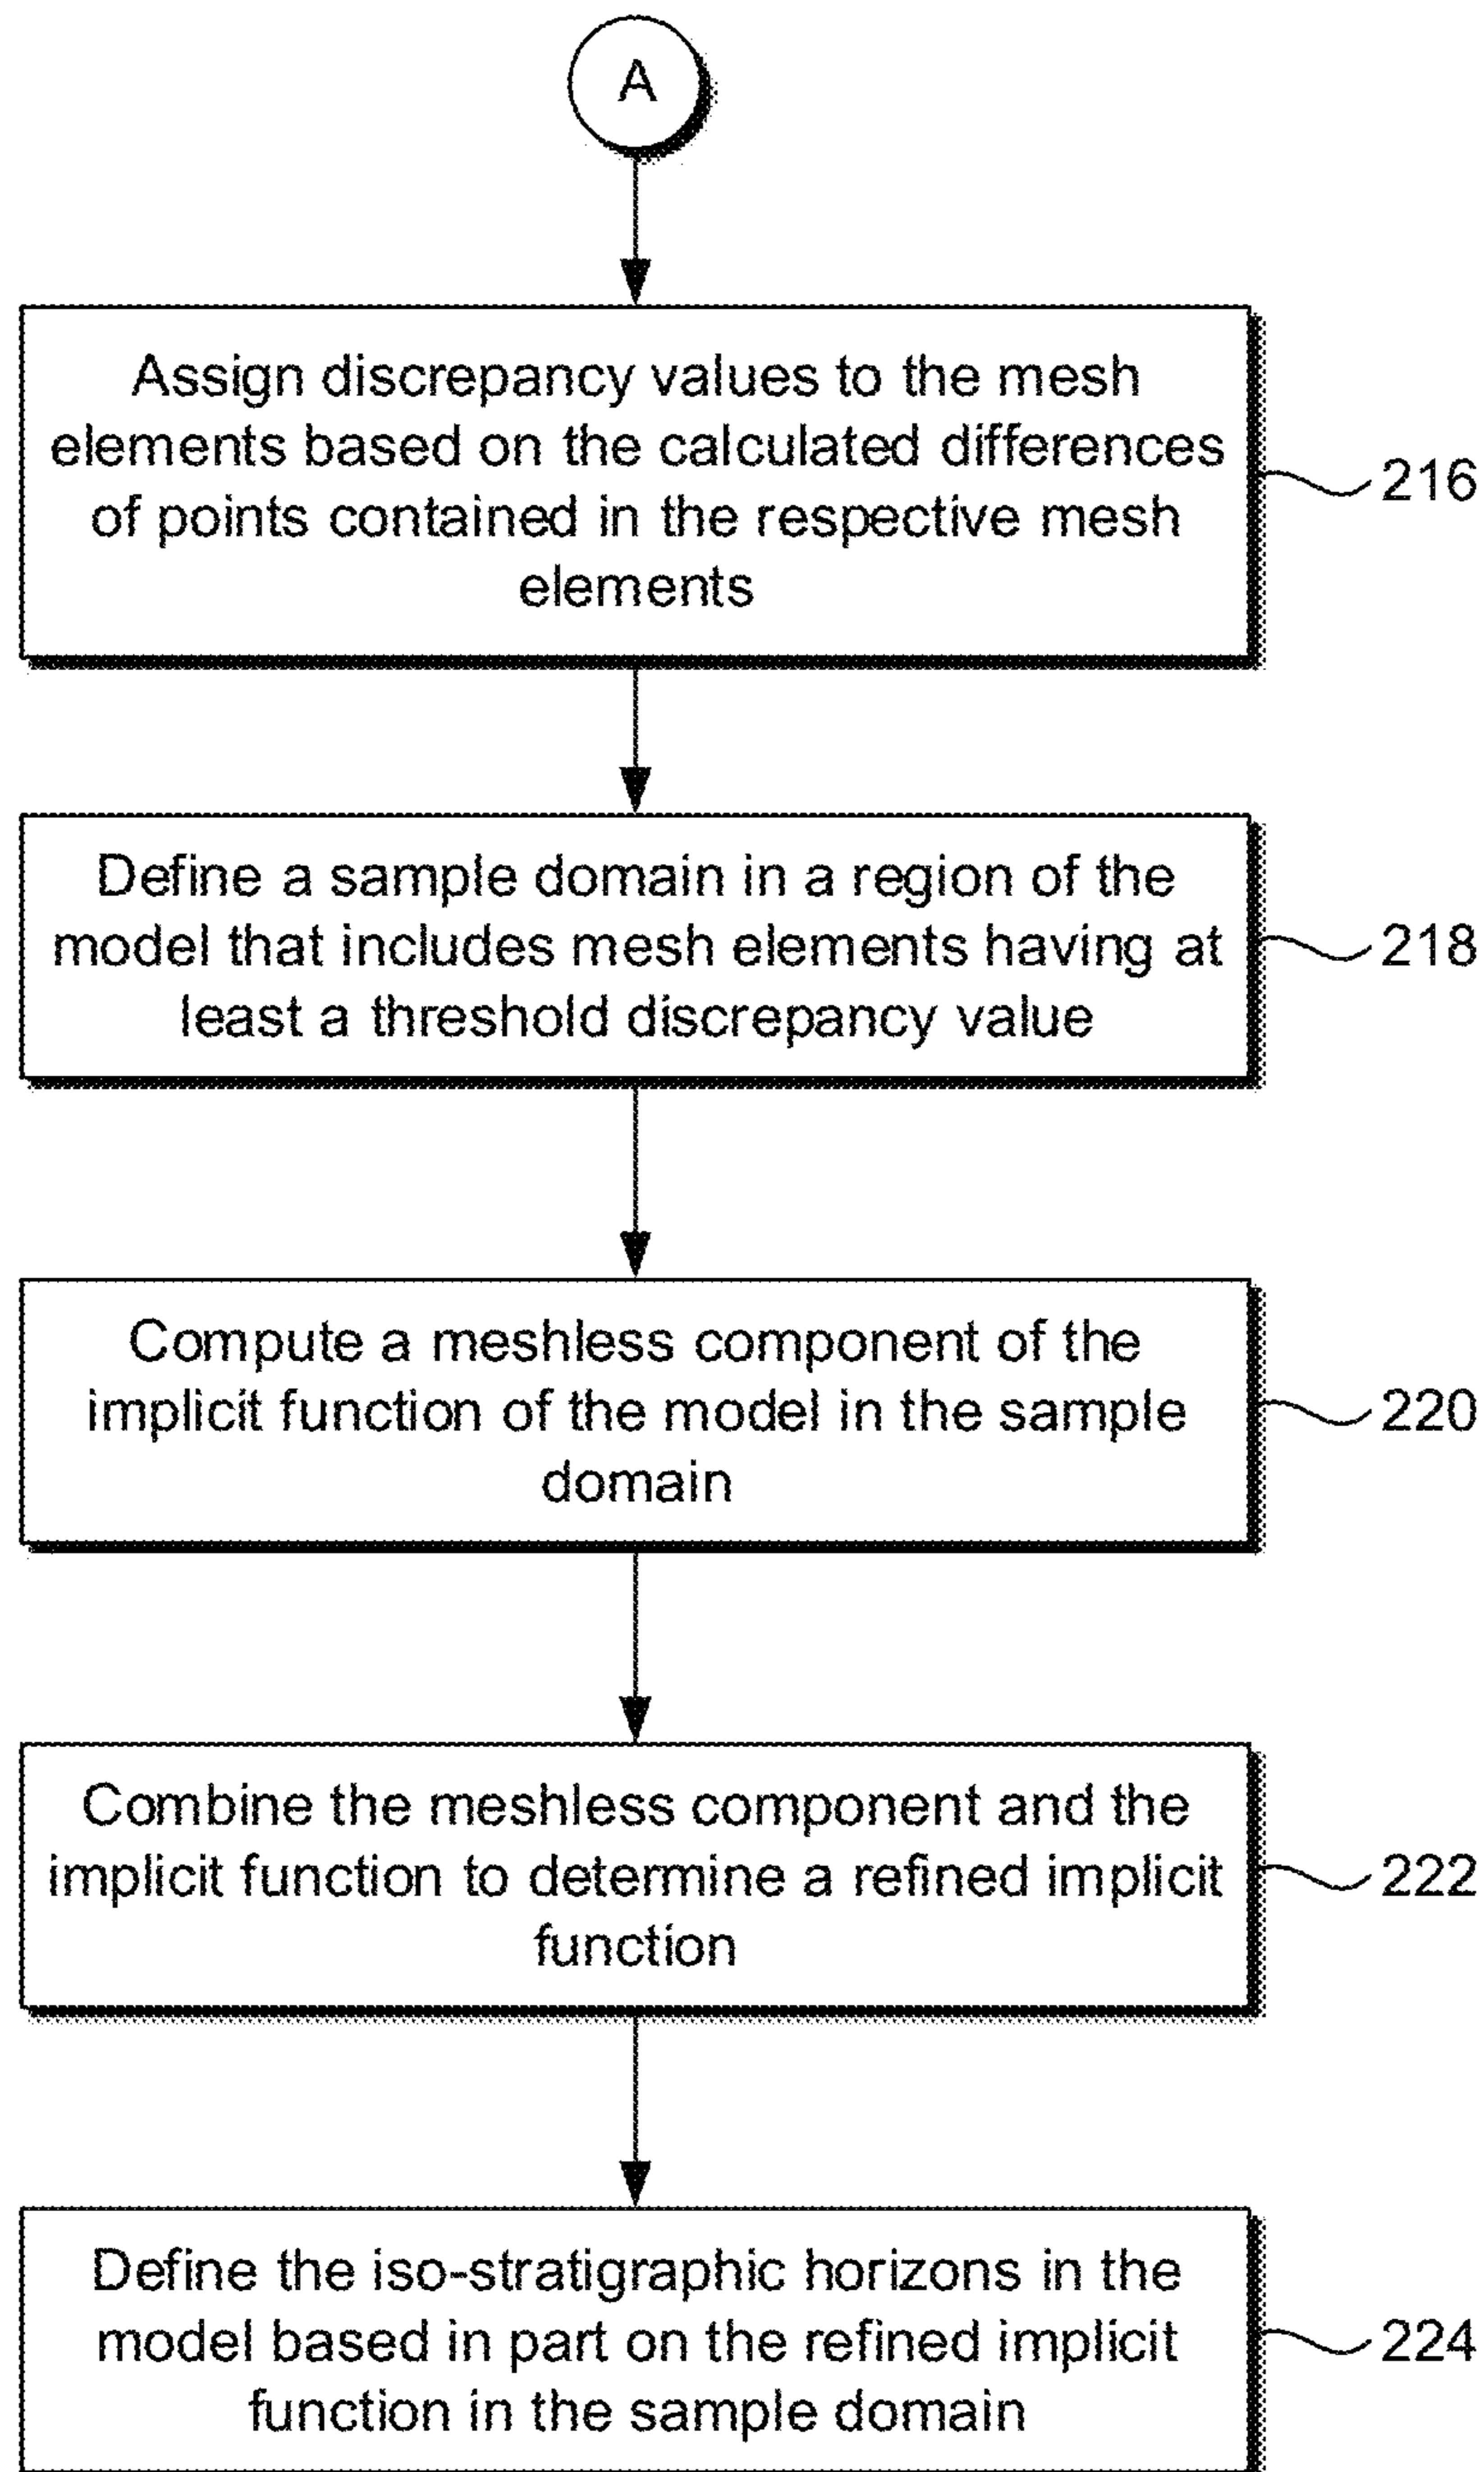 A
Assign discrepancy values to the mesh
elements based on the calculated differences
of points contained in the respective mesh
elements
216
Define a sample domain in a region of the
model that includes mesh elements having at
least a threshold discrepancy value
218
Compute a meshless component of the
implicit function of the model in the sample
domain
220
Combine the meshless component and the
implicit function to determine a refined implicit
function
222
Define the iso-stratigraphic horizons in the
model based in part on the refined implicit
function in the sample domain
224